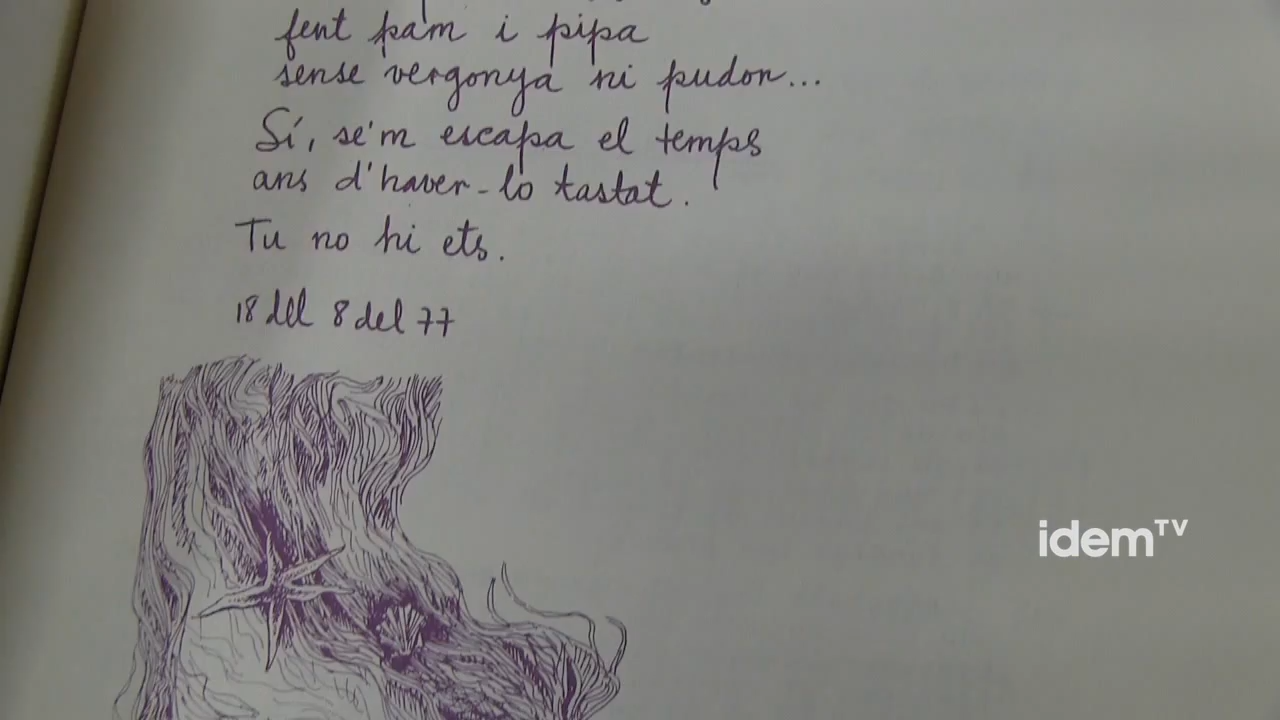 fent pam i pipa
sense vergonya ni pudor...
Sí, se'm escapa el temps
ans d'haver-lo tastat.
Tu no hi ets.
18 del 8 del 77
idemTV